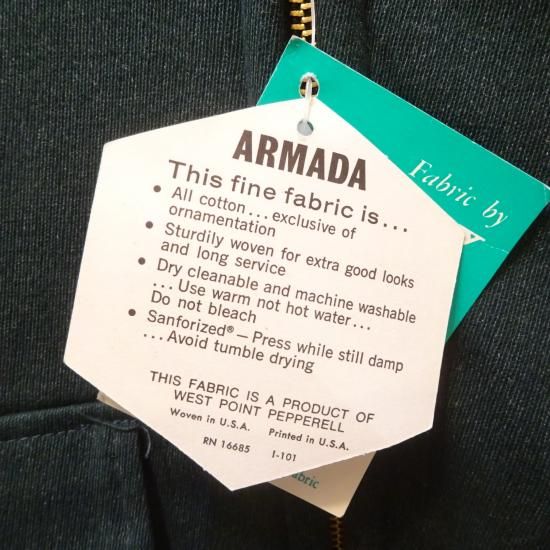 ARMADA
This fine fabric is...
• All cotton...exclusive of
ornamentation
• Sturdily woven for extra good looks
and long service
• Dry cleanable and machine washable
...Use warm not hot water...
Do not bleach
• Sanforized®—Press while still damp
...Avoid tumble drying
THIS FABRIC IS A PRODUCT OF
WEST POINT PEPPERELL
Woven in U.S.A. Printed in U.S.A.
RN 16685 I-101
Fabric by